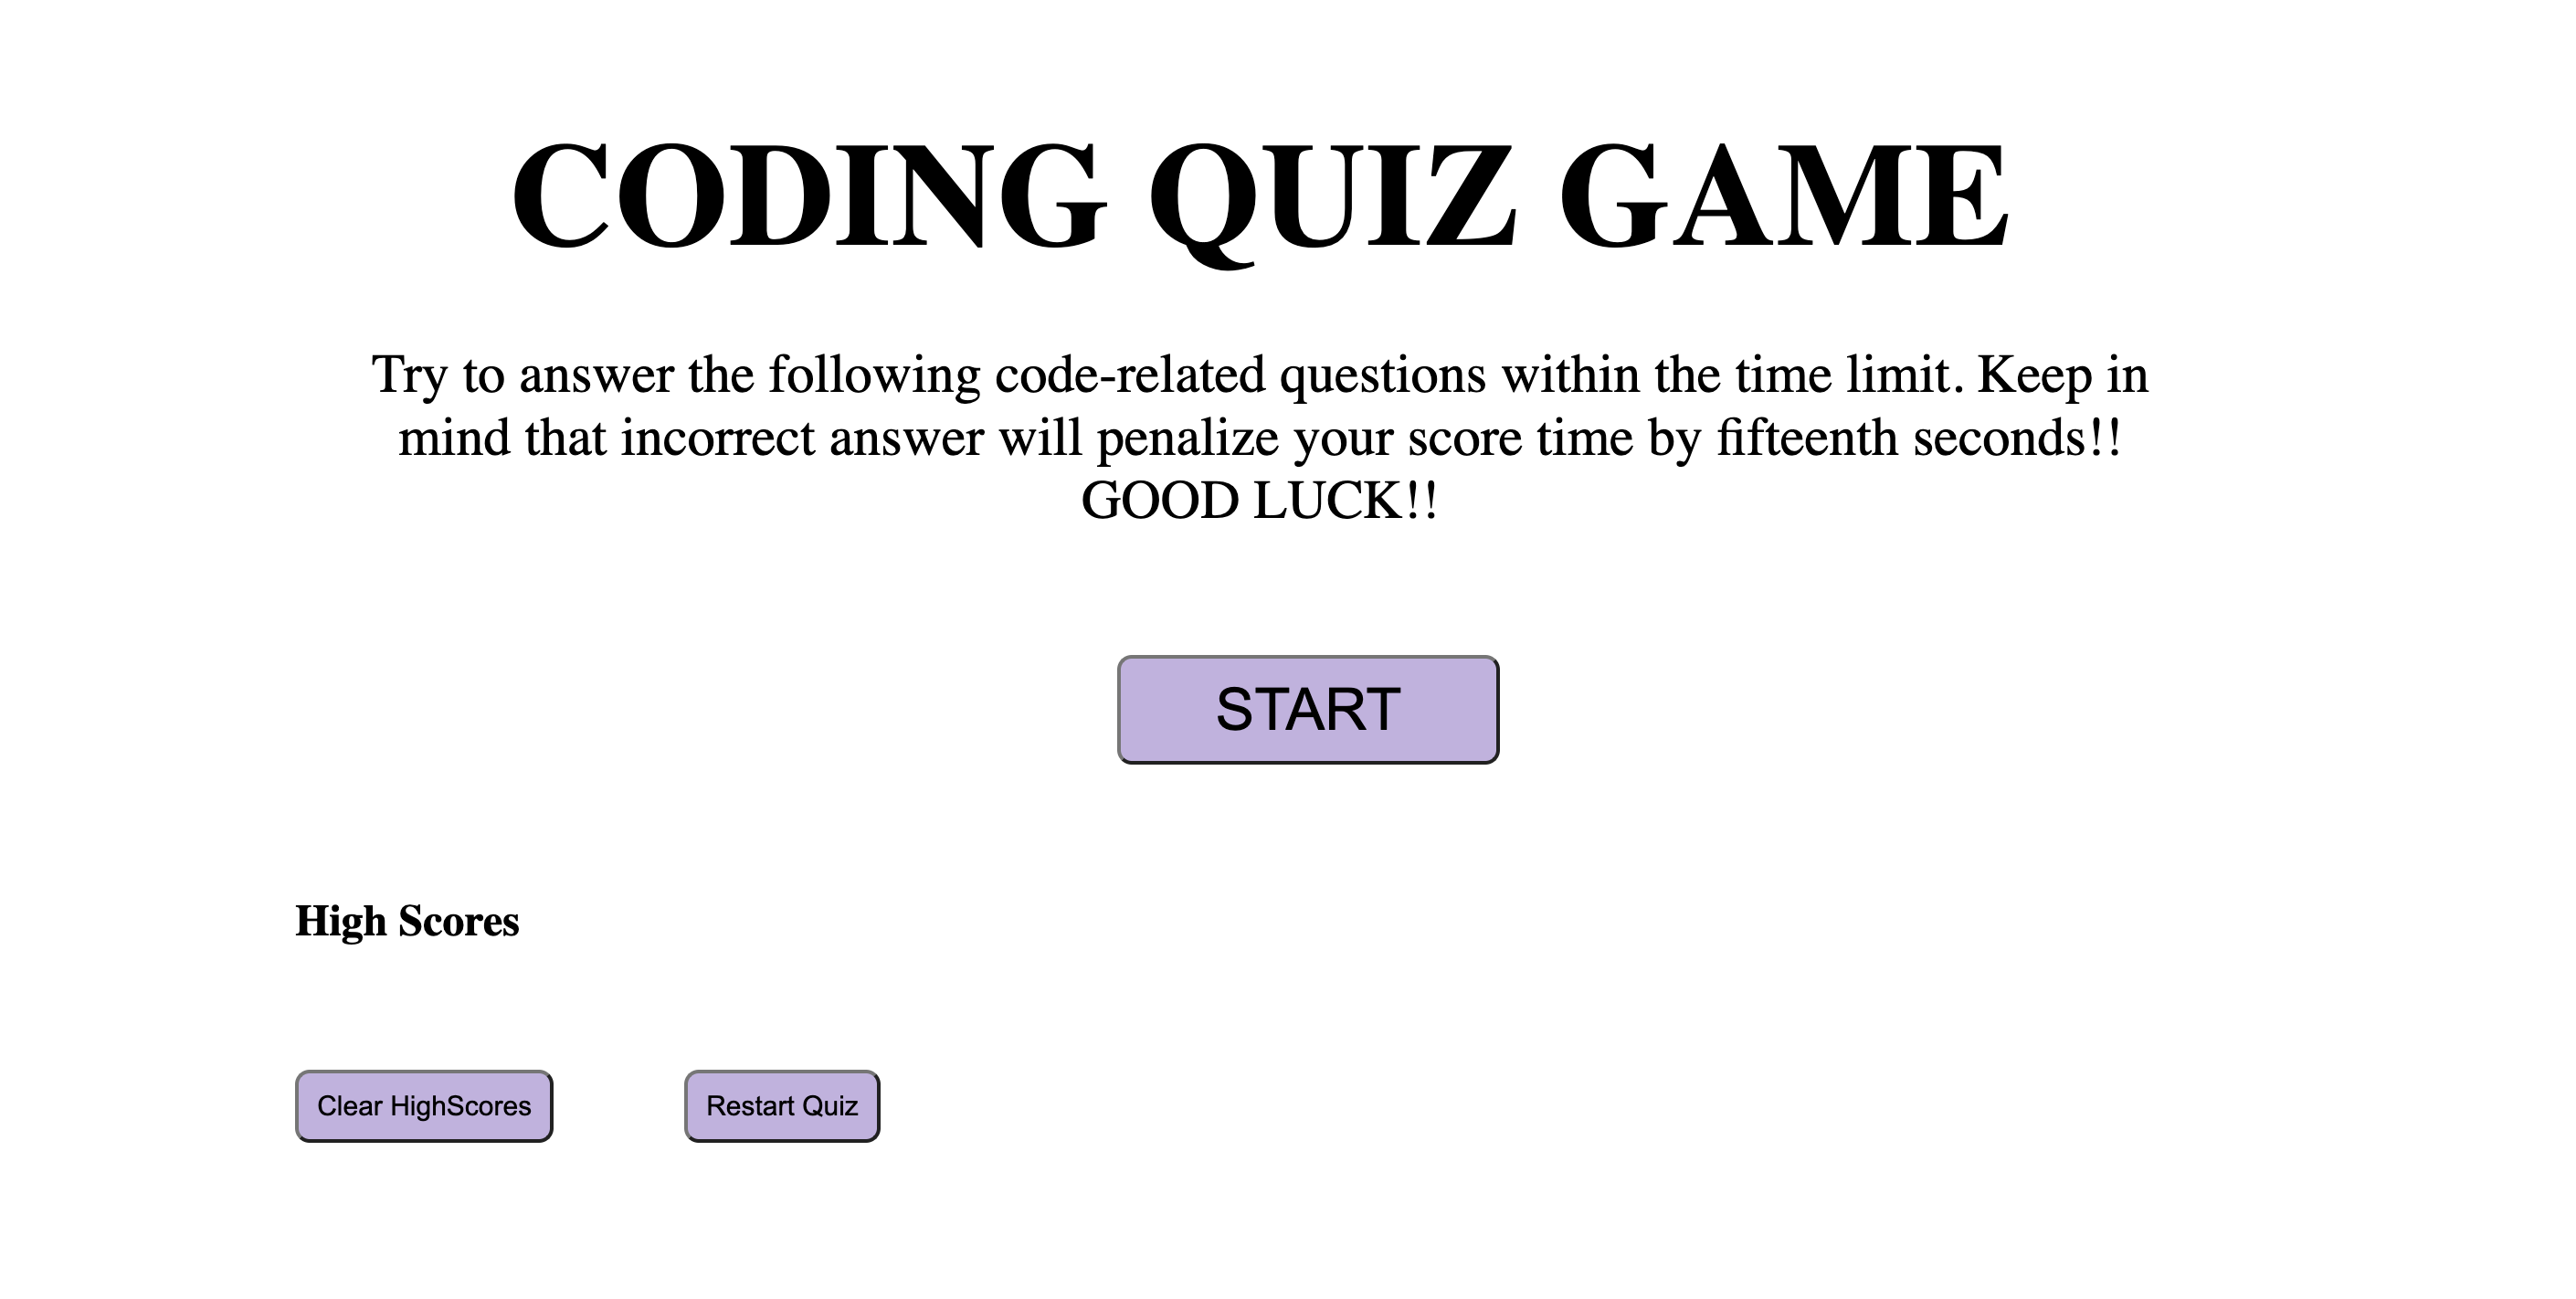 CODING QUIZ GAME
Try to answer the following code-related questions within the time limit. Keep in
mind that incorrect answer will penalize your score time by fifteenth seconds!!
GOOD LUCK!!
START
High Scores
Clear HighScores
Restart Quiz